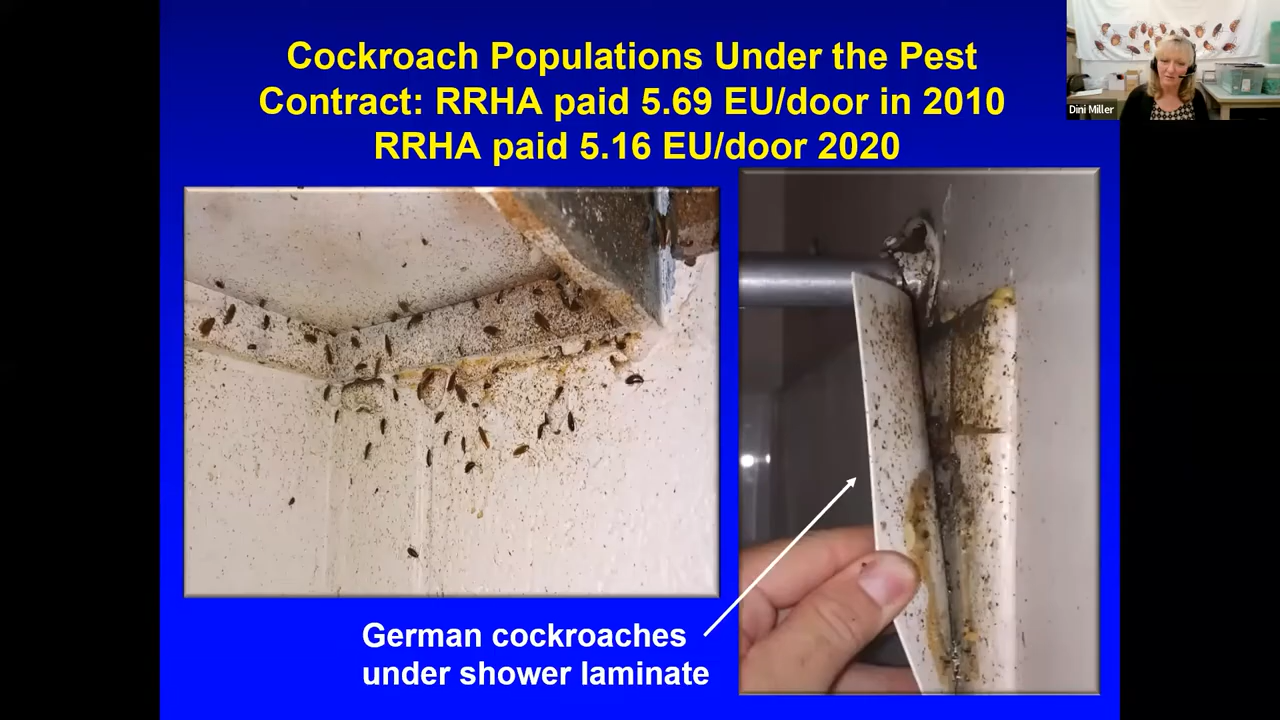 Cockroach Populations Under the Pest
Contract: RRHA paid 5.69 EU/door in 2010
RRHA paid 5.16 EU/door 2020
Dini Miller
German cockroaches
under shower laminate